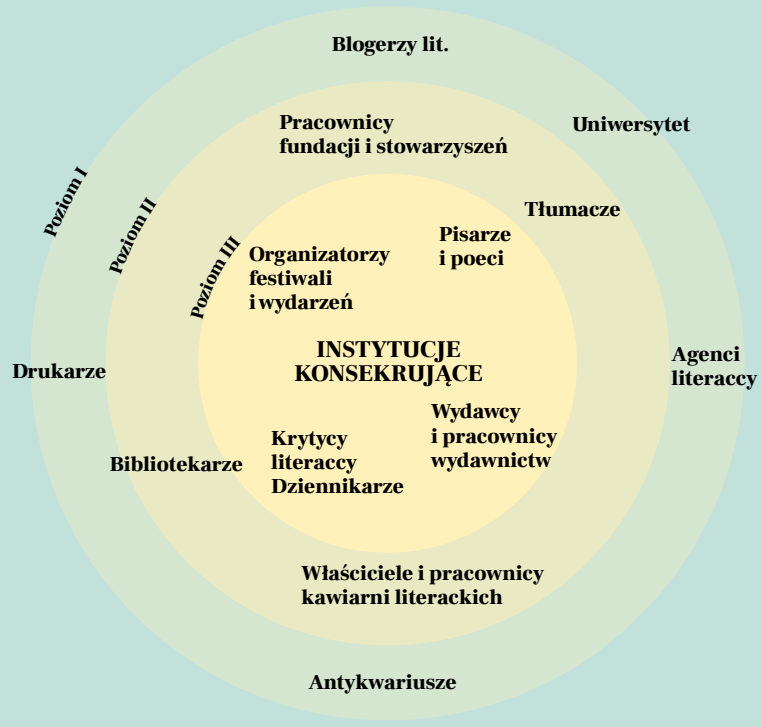 Blogerzy lit.
Pracownicy
fundacji i stowarzyszeń
Uniwersytet
Poziom I
Poziom II
Poziom III
Tłumacze
Pisarze
i poeci
Organizatorzy
festiwali
i wydarzeń
INSTYTUCJE
KONSEKRUJĄCE
Drukarze
Agenci
literaccy
Wydawcy
i pracownicy
wydawnictw
Krytycy
literaccy
Dziennikarze
Bibliotekarze
Właściciele i pracownicy
kawiarni literackich
Antykwariusze